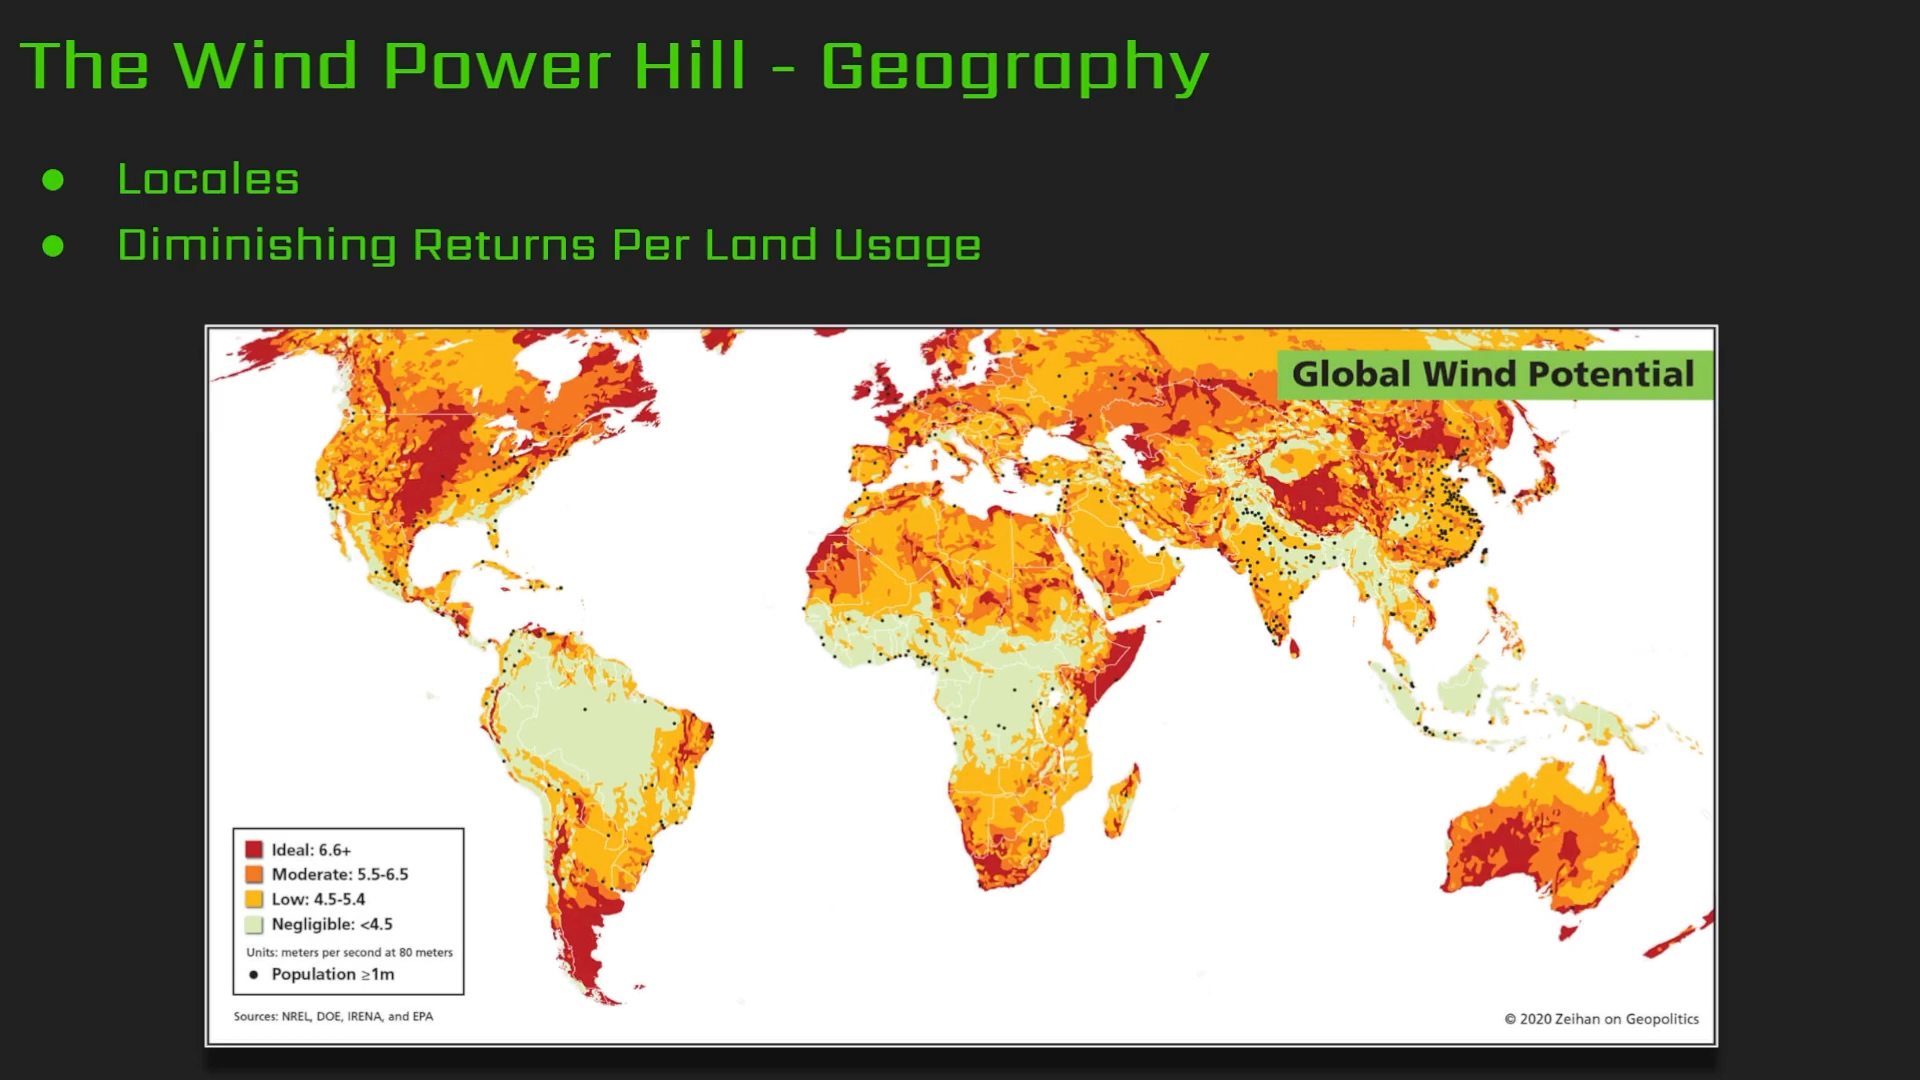 The Wind Power Hill - Geography
● Locales
● Diminishing Returns Per Land Usage
Global Wind Potential
Ideal: 6.6+
Moderate: 5.5-6.5
Low: 4.5-5.4
Negligible: <4.5
Units: meters per second at 80 meters
● Population ≥1m
Sources: NREL, DOE, IRENA, and EPA
© 2020 Zeihan on Geopolitics